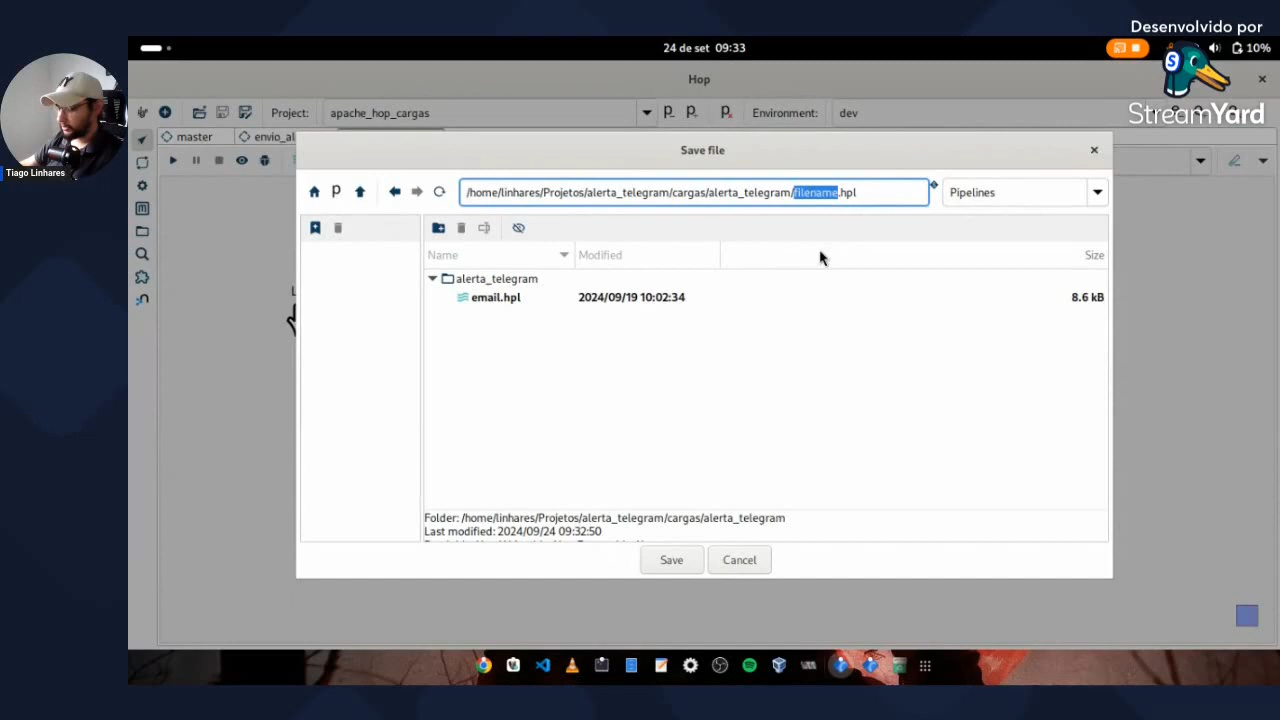 Desenvolvido por
StreamYard
24 de set 09:33
10%
Hop
Project: apache_hop_cargas
Environment: dev
master
envio_al
Tiago Linhares
Save file
/home/linhares/Projetos/alerta_telegram/cargas/alerta_telegram/filename.hpl
Pipelines
Name Modified Size
alerta_telegram
email.hpl 2024/09/19 10:02:34 8.6 kB
Folder: /home/linhares/Projetos/alerta_telegram/cargas/alerta_telegram
Last modified: 2024/09/24 09:32:50
Save Cancel